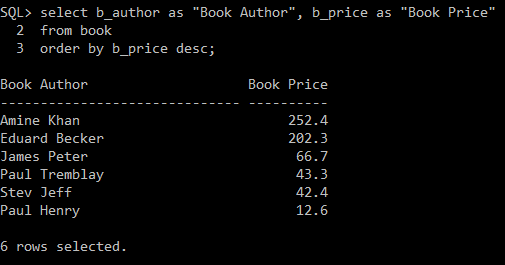 SQL> select b_author as "Book Author", b_price as "Book Price"
  2  from book
  3  order by b_price desc;

Book Author                    Book Price
------------------------------ ----------
Amine Khan                          252.4
Eduard Becker                       202.3
James Peter                          66.7
Paul Tremblay                        43.3
Stev Jeff                            42.4
Paul Henry                           12.6

6 rows selected.